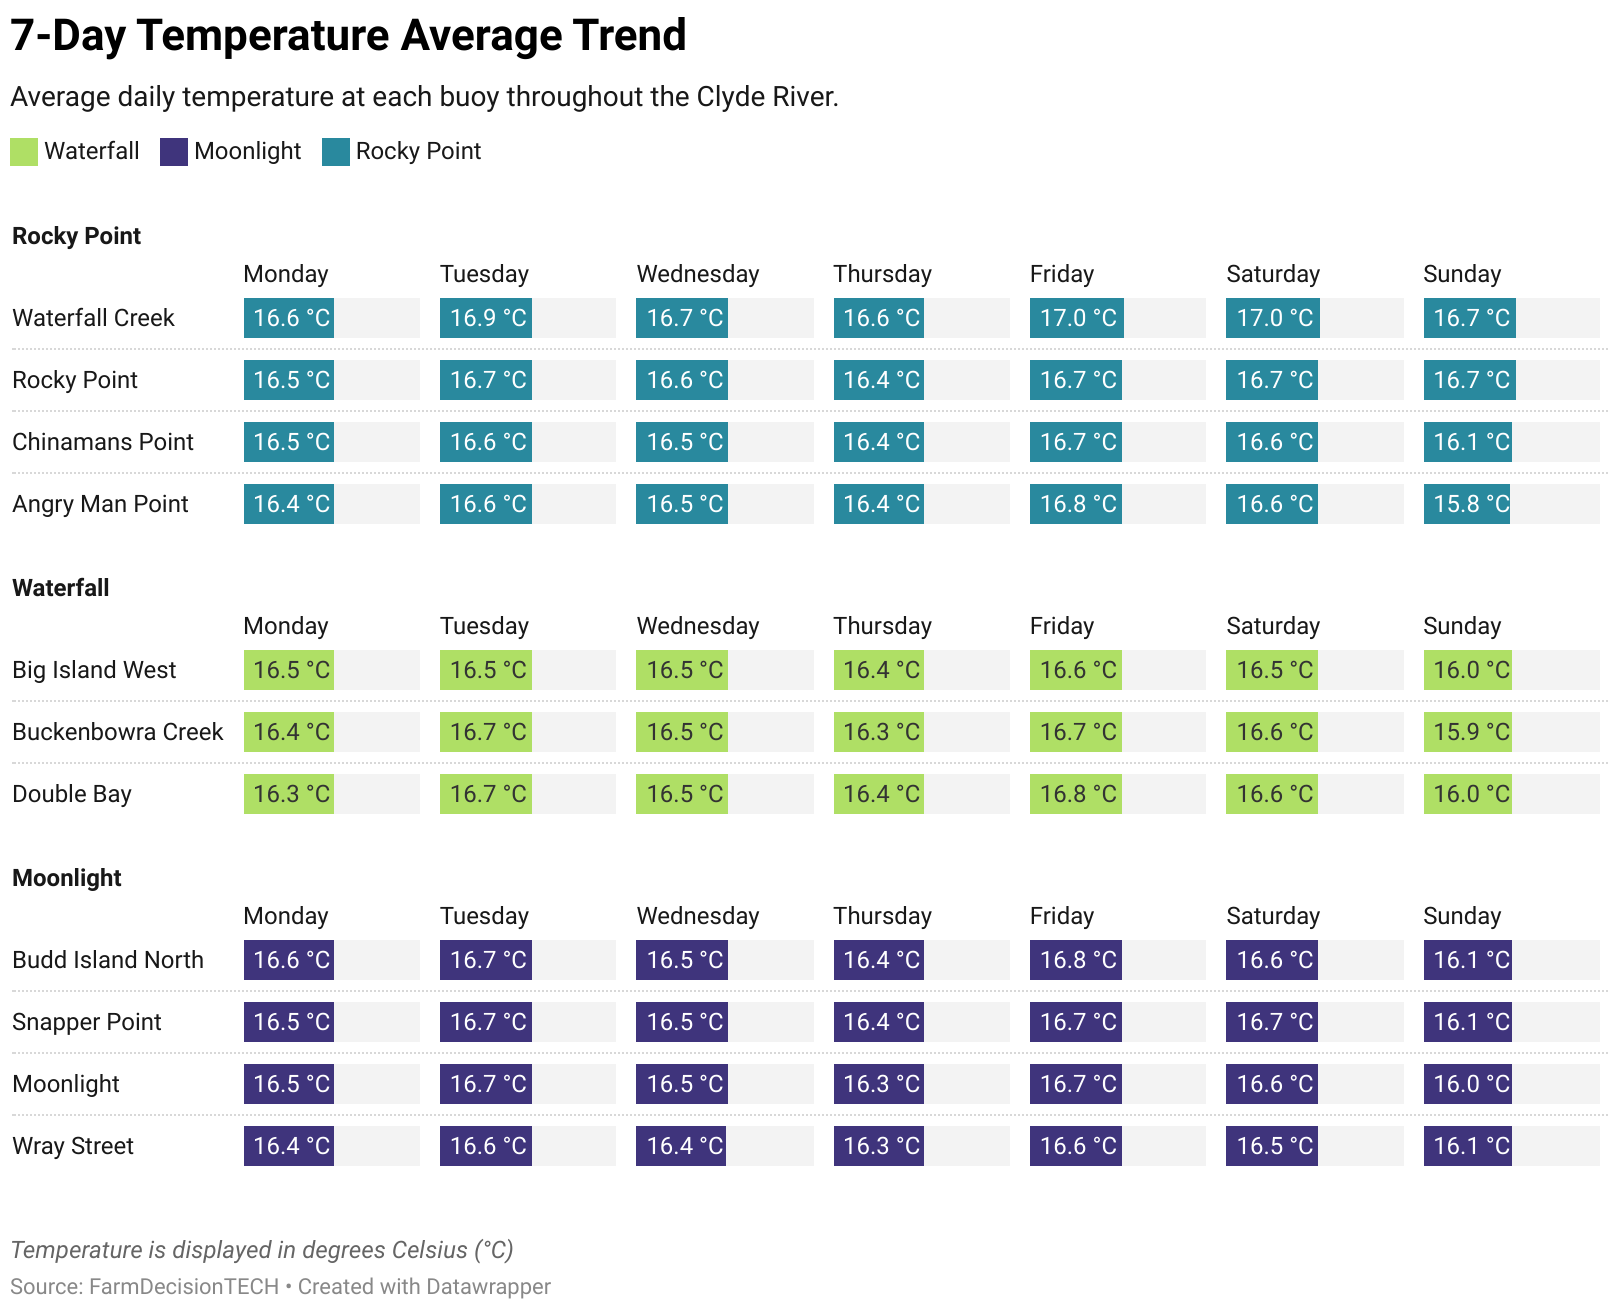 7-Day Temperature Average Trend
Average daily temperature at each buoy throughout the Clyde River.
Waterfall Moonlight Rocky Point
Rocky Point
Monday Tuesday Wednesday Thursday Friday Saturday Sunday
Waterfall Creek 16.6 °C 16.9 °C 16.7 °C 16.6 °C 17.0 °C 17.0 °C 16.7 °C
Rocky Point 16.5 °C 16.7 °C 16.6 °C 16.4 °C 16.7 °C 16.7 °C 16.7 °C
Chinamans Point 16.5 °C 16.6 °C 16.5 °C 16.4 °C 16.7 °C 16.6 °C 16.1 °C
Angry Man Point 16.4 °C 16.6 °C 16.5 °C 16.4 °C 16.8 °C 16.6 °C 15.8 °C
Waterfall
Monday Tuesday Wednesday Thursday Friday Saturday Sunday
Big Island West 16.5 °C 16.5 °C 16.5 °C 16.4 °C 16.6 °C 16.5 °C 16.0 °C
Buckenbowra Creek 16.4 °C 16.7 °C 16.5 °C 16.3 °C 16.7 °C 16.6 °C 15.9 °C
Double Bay 16.3 °C 16.7 °C 16.5 °C 16.4 °C 16.8 °C 16.6 °C 16.0 °C
Moonlight
Monday Tuesday Wednesday Thursday Friday Saturday Sunday
Budd Island North 16.6 °C 16.7 °C 16.5 °C 16.4 °C 16.8 °C 16.6 °C 16.1 °C
Snapper Point 16.5 °C 16.7 °C 16.5 °C 16.4 °C 16.7 °C 16.7 °C 16.1 °C
Moonlight 16.5 °C 16.7 °C 16.5 °C 16.3 °C 16.7 °C 16.6 °C 16.0 °C
Wray Street 16.4 °C 16.6 °C 16.4 °C 16.3 °C 16.6 °C 16.5 °C 16.1 °C
Temperature is displayed in degrees Celsius (°C)
Source: FarmDecisionTECH • Created with Datawrapper